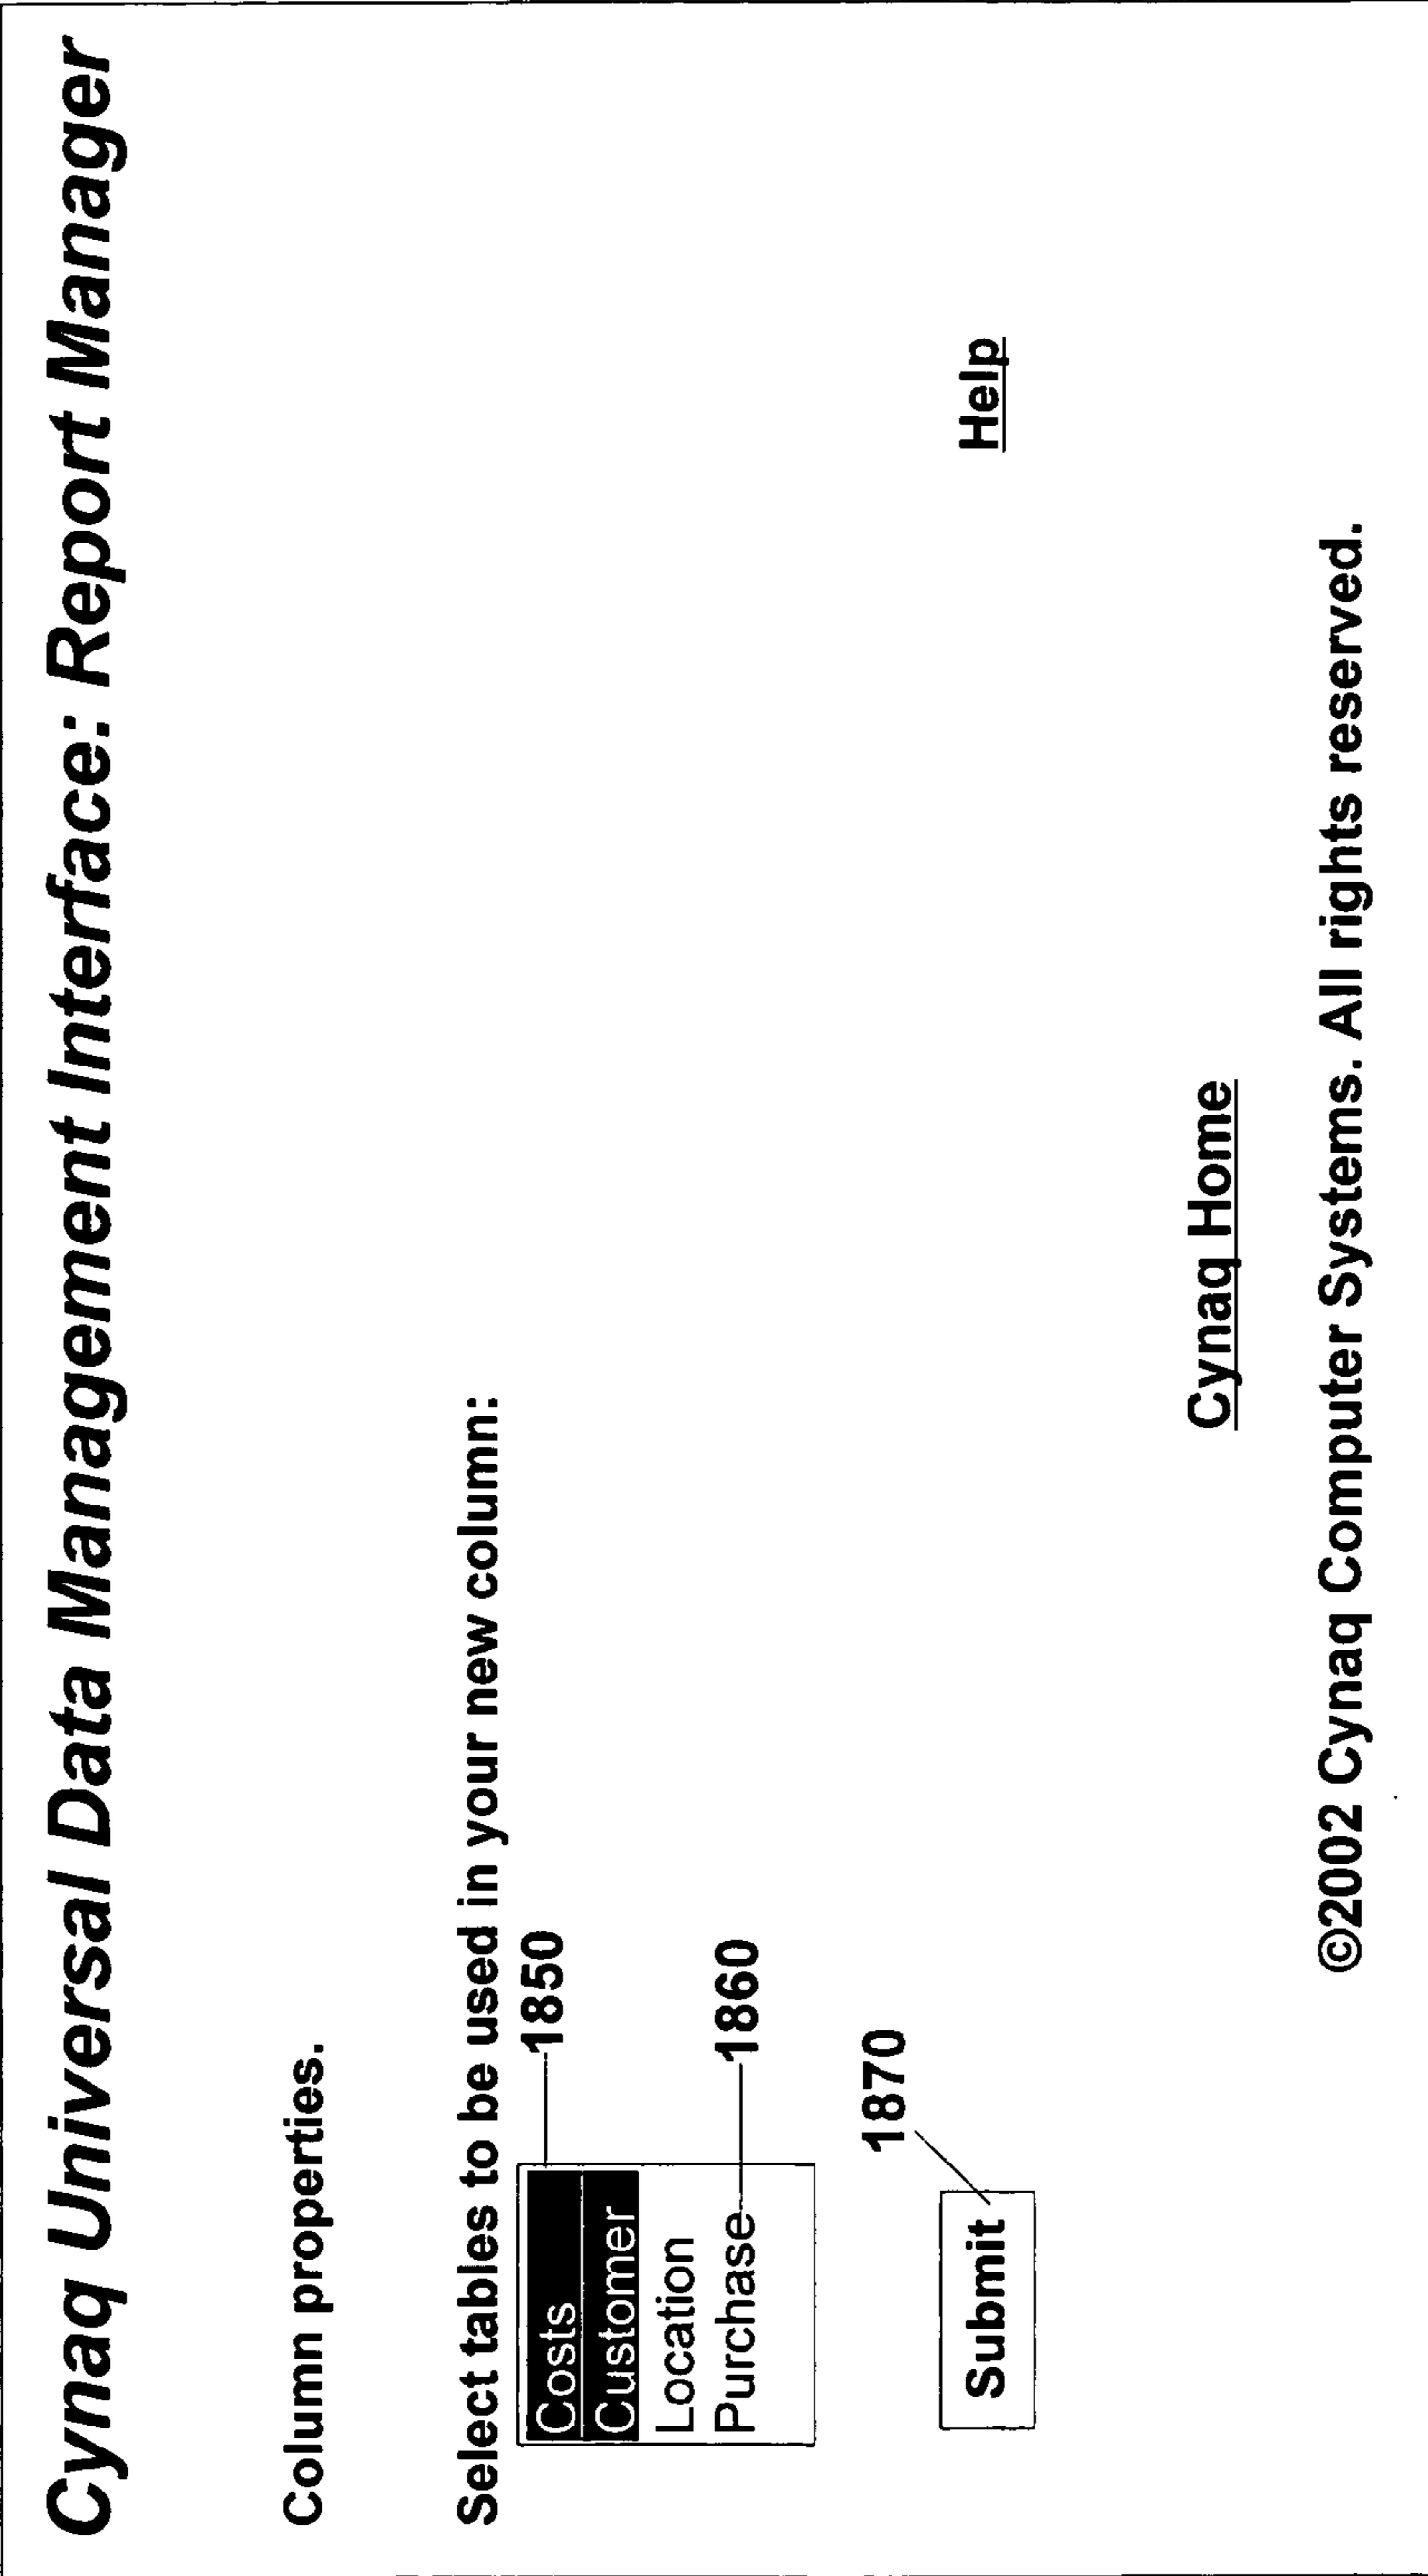 Cynaq Universal Data Management Interface: Report Manager
Column properties.
Select tables to be used in your new column:
Costs 1850
Customer
Location
Purchase 1860
1870
Submit
Help
Cynaq Home
©2002 Cynaq Computer Systems. All rights reserved.